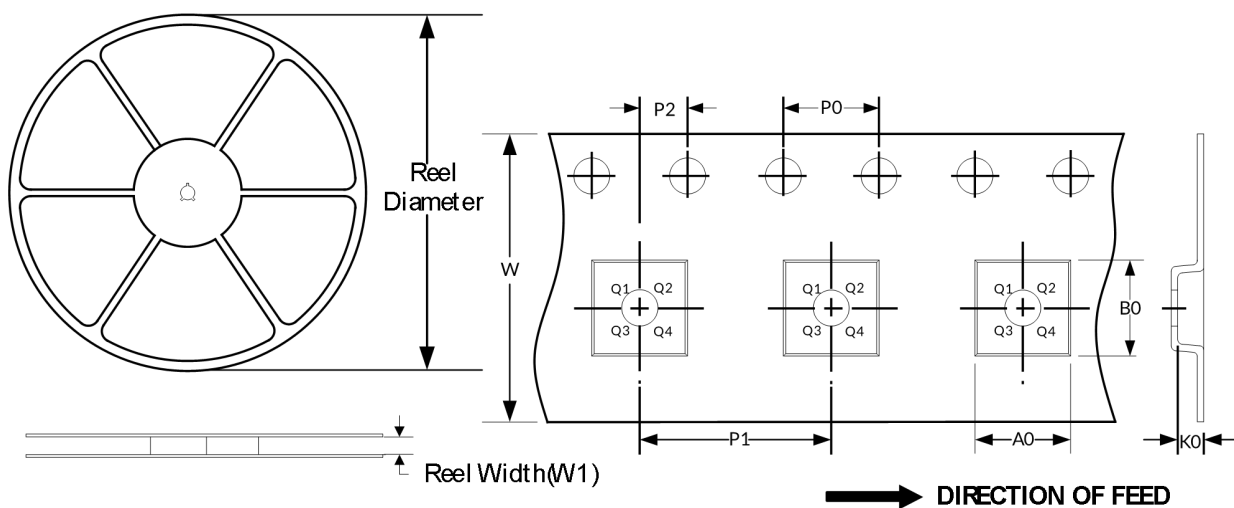 P2
P0
Reel
Diameter
W
Q1 Q2
Q3 Q4
Q1 Q2
Q3 Q4
Q1 Q2
Q3 Q4
B0
P1
A0
K0
Reel Width(W1)
DIRECTION OF FEED